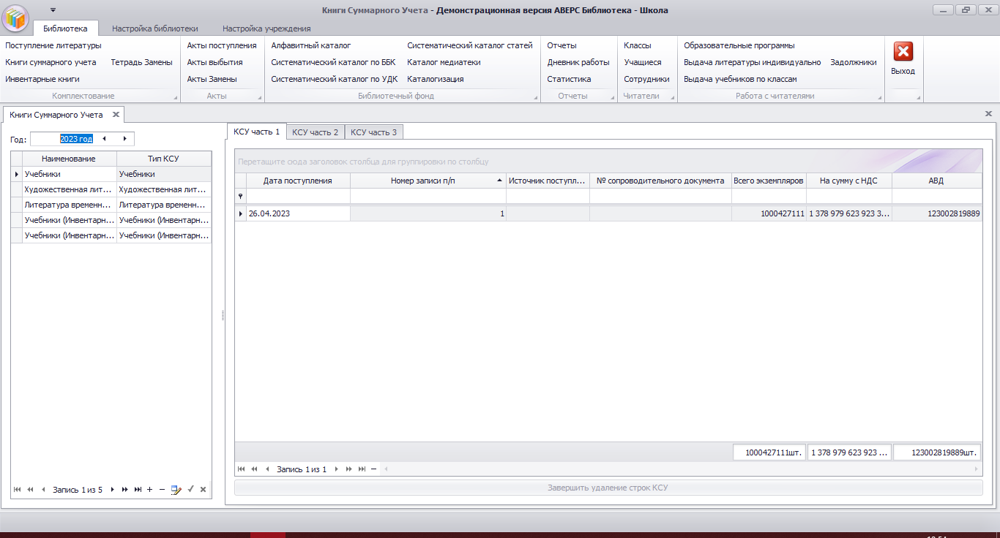 Книги Суммарного Учета - Демонстрационная версия АВЕРС Библиотека - Школа
Библиотека Настройка библиотеки Настройка учреждения
Поступление литературы
Книги суммарного учета Тетрадь Замены
Инвентарные книги
Комплектование
Акты поступления
Акты выбытия
Акты Замены
Акты
Алфавитный каталог Систематический каталог статей
Систематический каталог по ББК Каталог медиатеки
Систематический каталог по УДК Каталогизация
Библиотечный фонд
Отчеты
Дневник работы
Статистика
Отчеты
Классы
Учащиеся
Сотрудники
Читатели
Образовательные программы
Выдача литературы индивидуально Задолжники
Выдача учебников по классам
Работа с читателями
Выход
Книги Суммарного Учета
Год: 2023 год
Наименование Тип КСУ
Учебники Учебники
Художественная лит... Художественная лит...
Литература временн... Литература временн...
Учебники (Инвентарн... Учебники (Инвентарн...
Учебники (Инвентарн... Учебники (Инвентарн...
Запись 1 из 5
КСУ часть 1 КСУ часть 2 КСУ часть 3
Перетащите сюда заголовок столбца для группировки по столбцу
Дата поступления Номер записи п/п Источник поступл... № сопроводительного документа Всего экземпляров На сумму с НДС АВД
26.04.2023 1 1000427111 1 378 979 623 923 3... 123002819889
1000427111шт. 1 378 979 623 923 ... 123002819889шт.
Запись 1 из 1
Завершить удаление строк КСУ